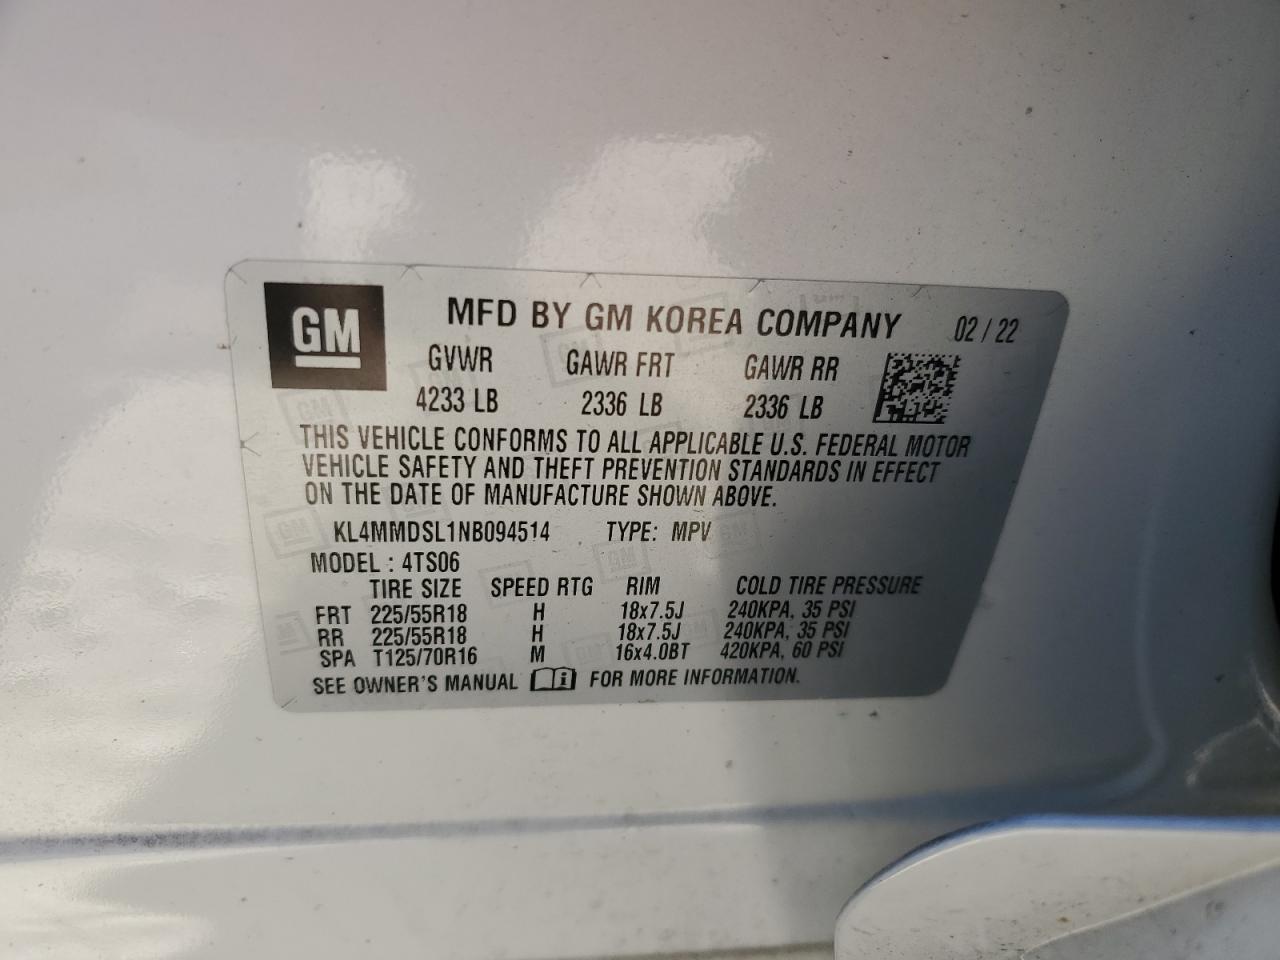 GM
MFD BY GM KOREA COMPANY 02 / 22
GVWR GAWR FRT GAWR RR
4233 LB 2336 LB 2336 LB
THIS VEHICLE CONFORMS TO ALL APPLICABLE U.S. FEDERAL MOTOR
VEHICLE SAFETY AND THEFT PREVENTION STANDARDS IN EFFECT
ON THE DATE OF MANUFACTURE SHOWN ABOVE.
KL4MMDSL1NB094514 TYPE: MPV
MODEL : 4TS06
TIRE SIZE SPEED RTG RIM COLD TIRE PRESSURE
FRT 225/55R18 H 18x7.5J 240KPA, 35 PSI
RR 225/55R18 H 18x7.5J 240KPA, 35 PSI
SPA T125/70R16 M 16x4.0BT 420KPA, 60 PSI
SEE OWNER'S MANUAL i FOR MORE INFORMATION.